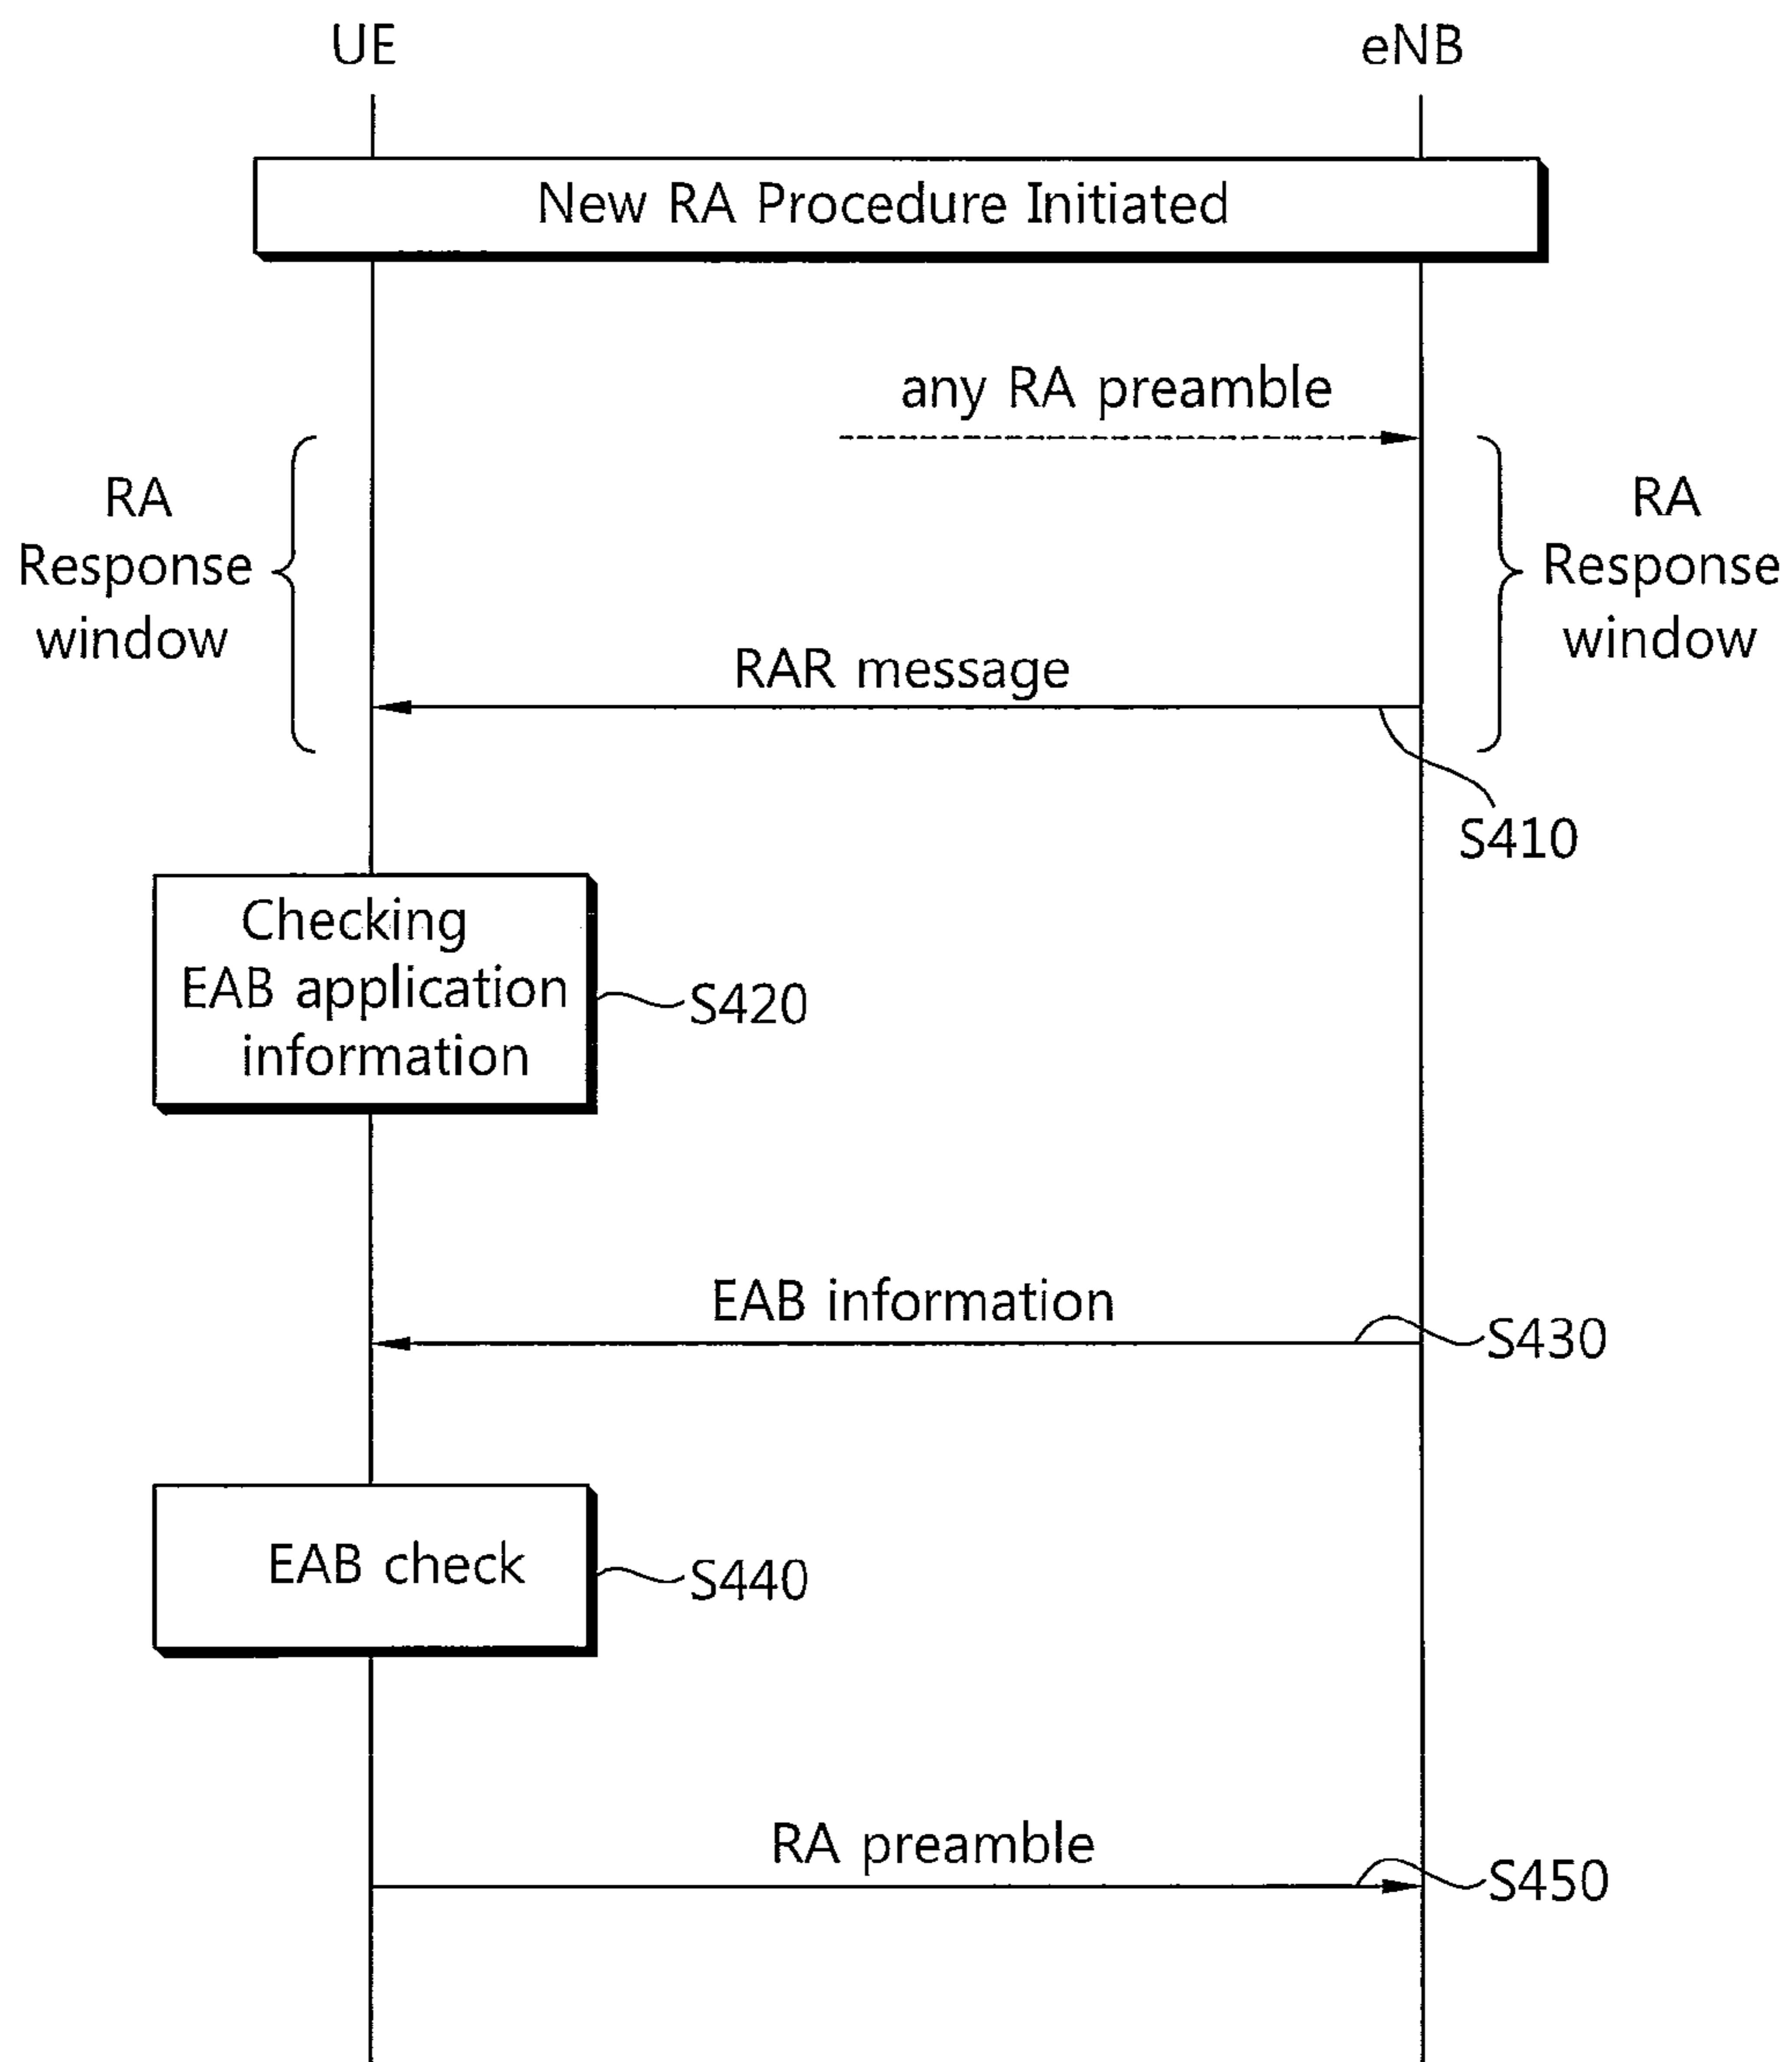 UE
eNB
New RA Procedure Initiated
any RA preamble
RA
Response
window
RA
Response
window
RAR message
S410
Checking
EAB application
information
S420
EAB information
S430
EAB check
S440
RA preamble
S450